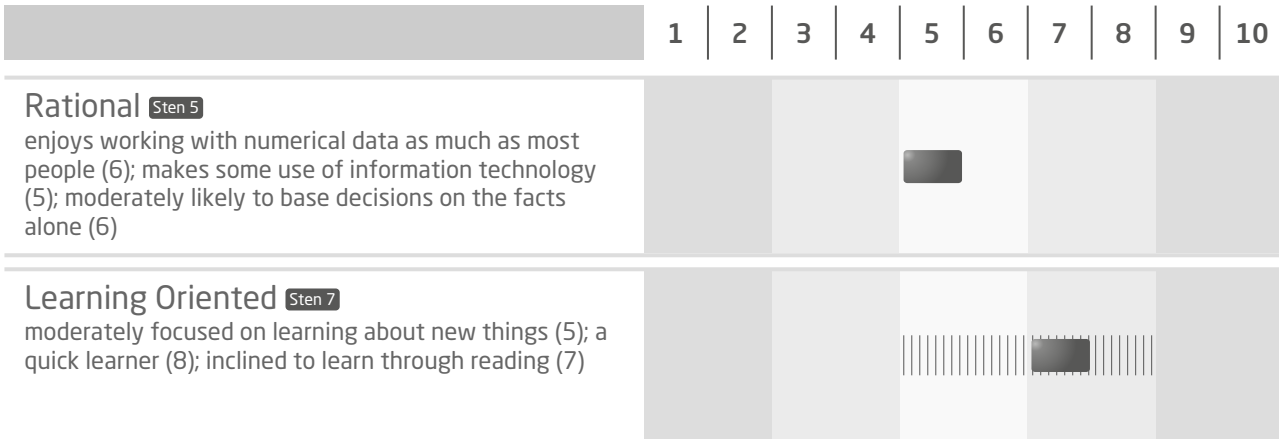 1 2 3 4 5 6 7 8 9 10
Rational Sten 5
enjoys working with numerical data as much as most
people (6); makes some use of information technology
(5); moderately likely to base decisions on the facts
alone (6)
Learning Oriented Sten 7
moderately focused on learning about new things (5); a
quick learner (8); inclined to learn through reading (7)